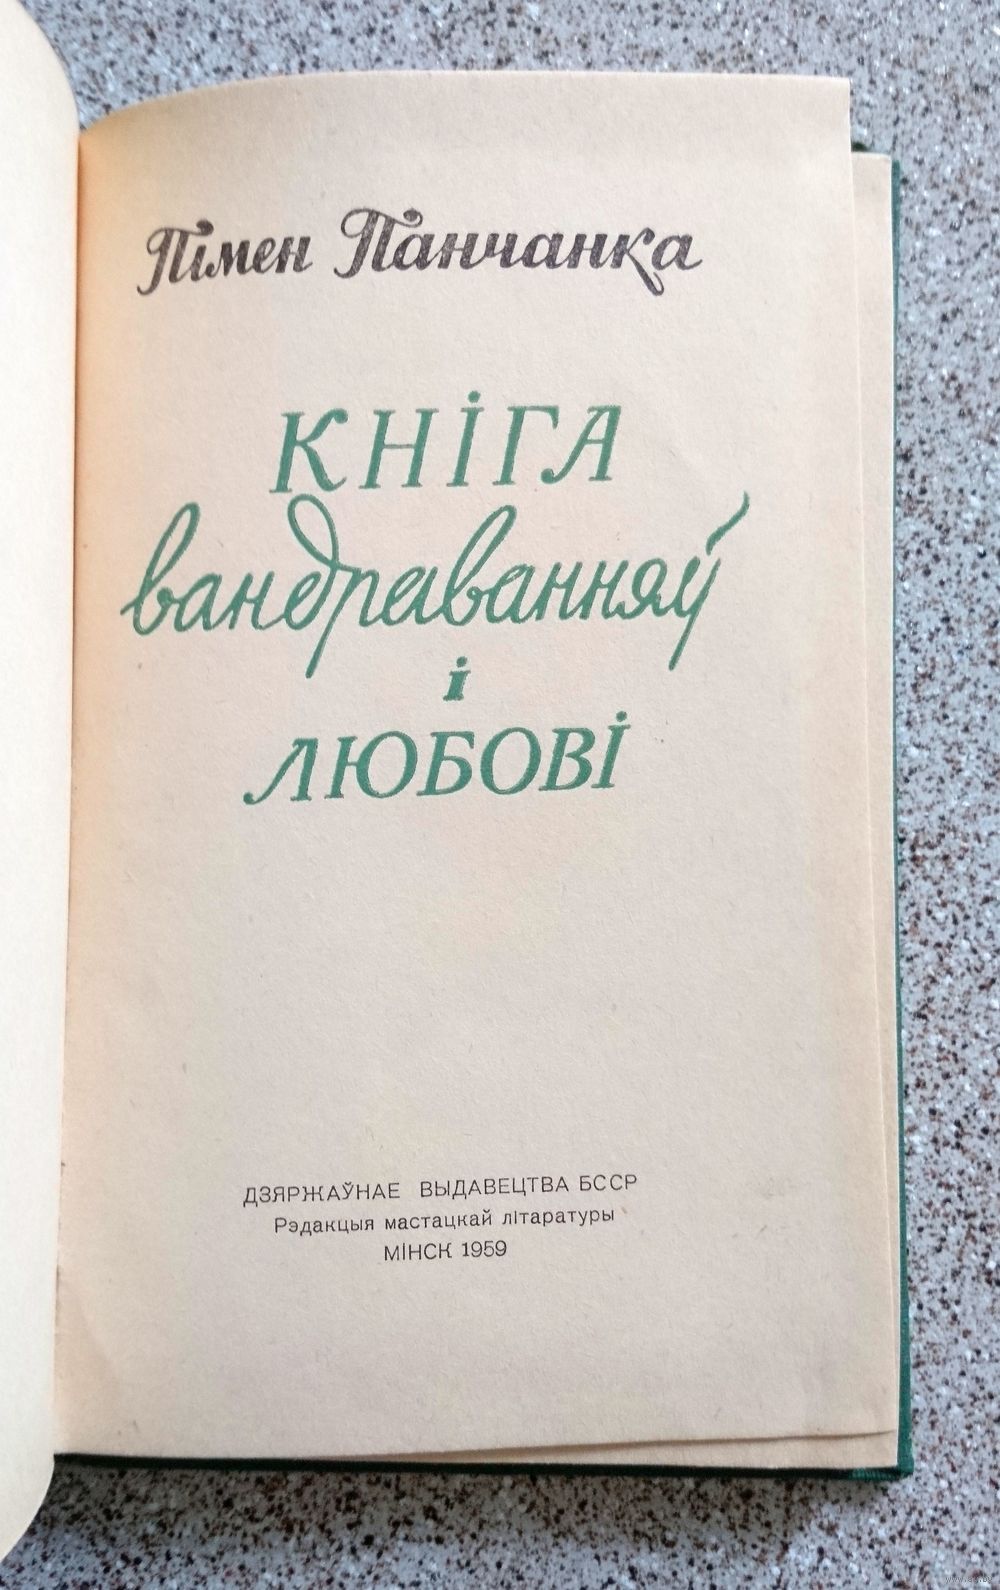 Пімен Панчанка
КНІГА
вандраванняў
і
ЛЮБОВІ
ДЗЯРЖАЎНАЕ ВЫДАВЕЦТВА БССР
Рэдакцыя мастацкай літаратуры
МІНСК 1959